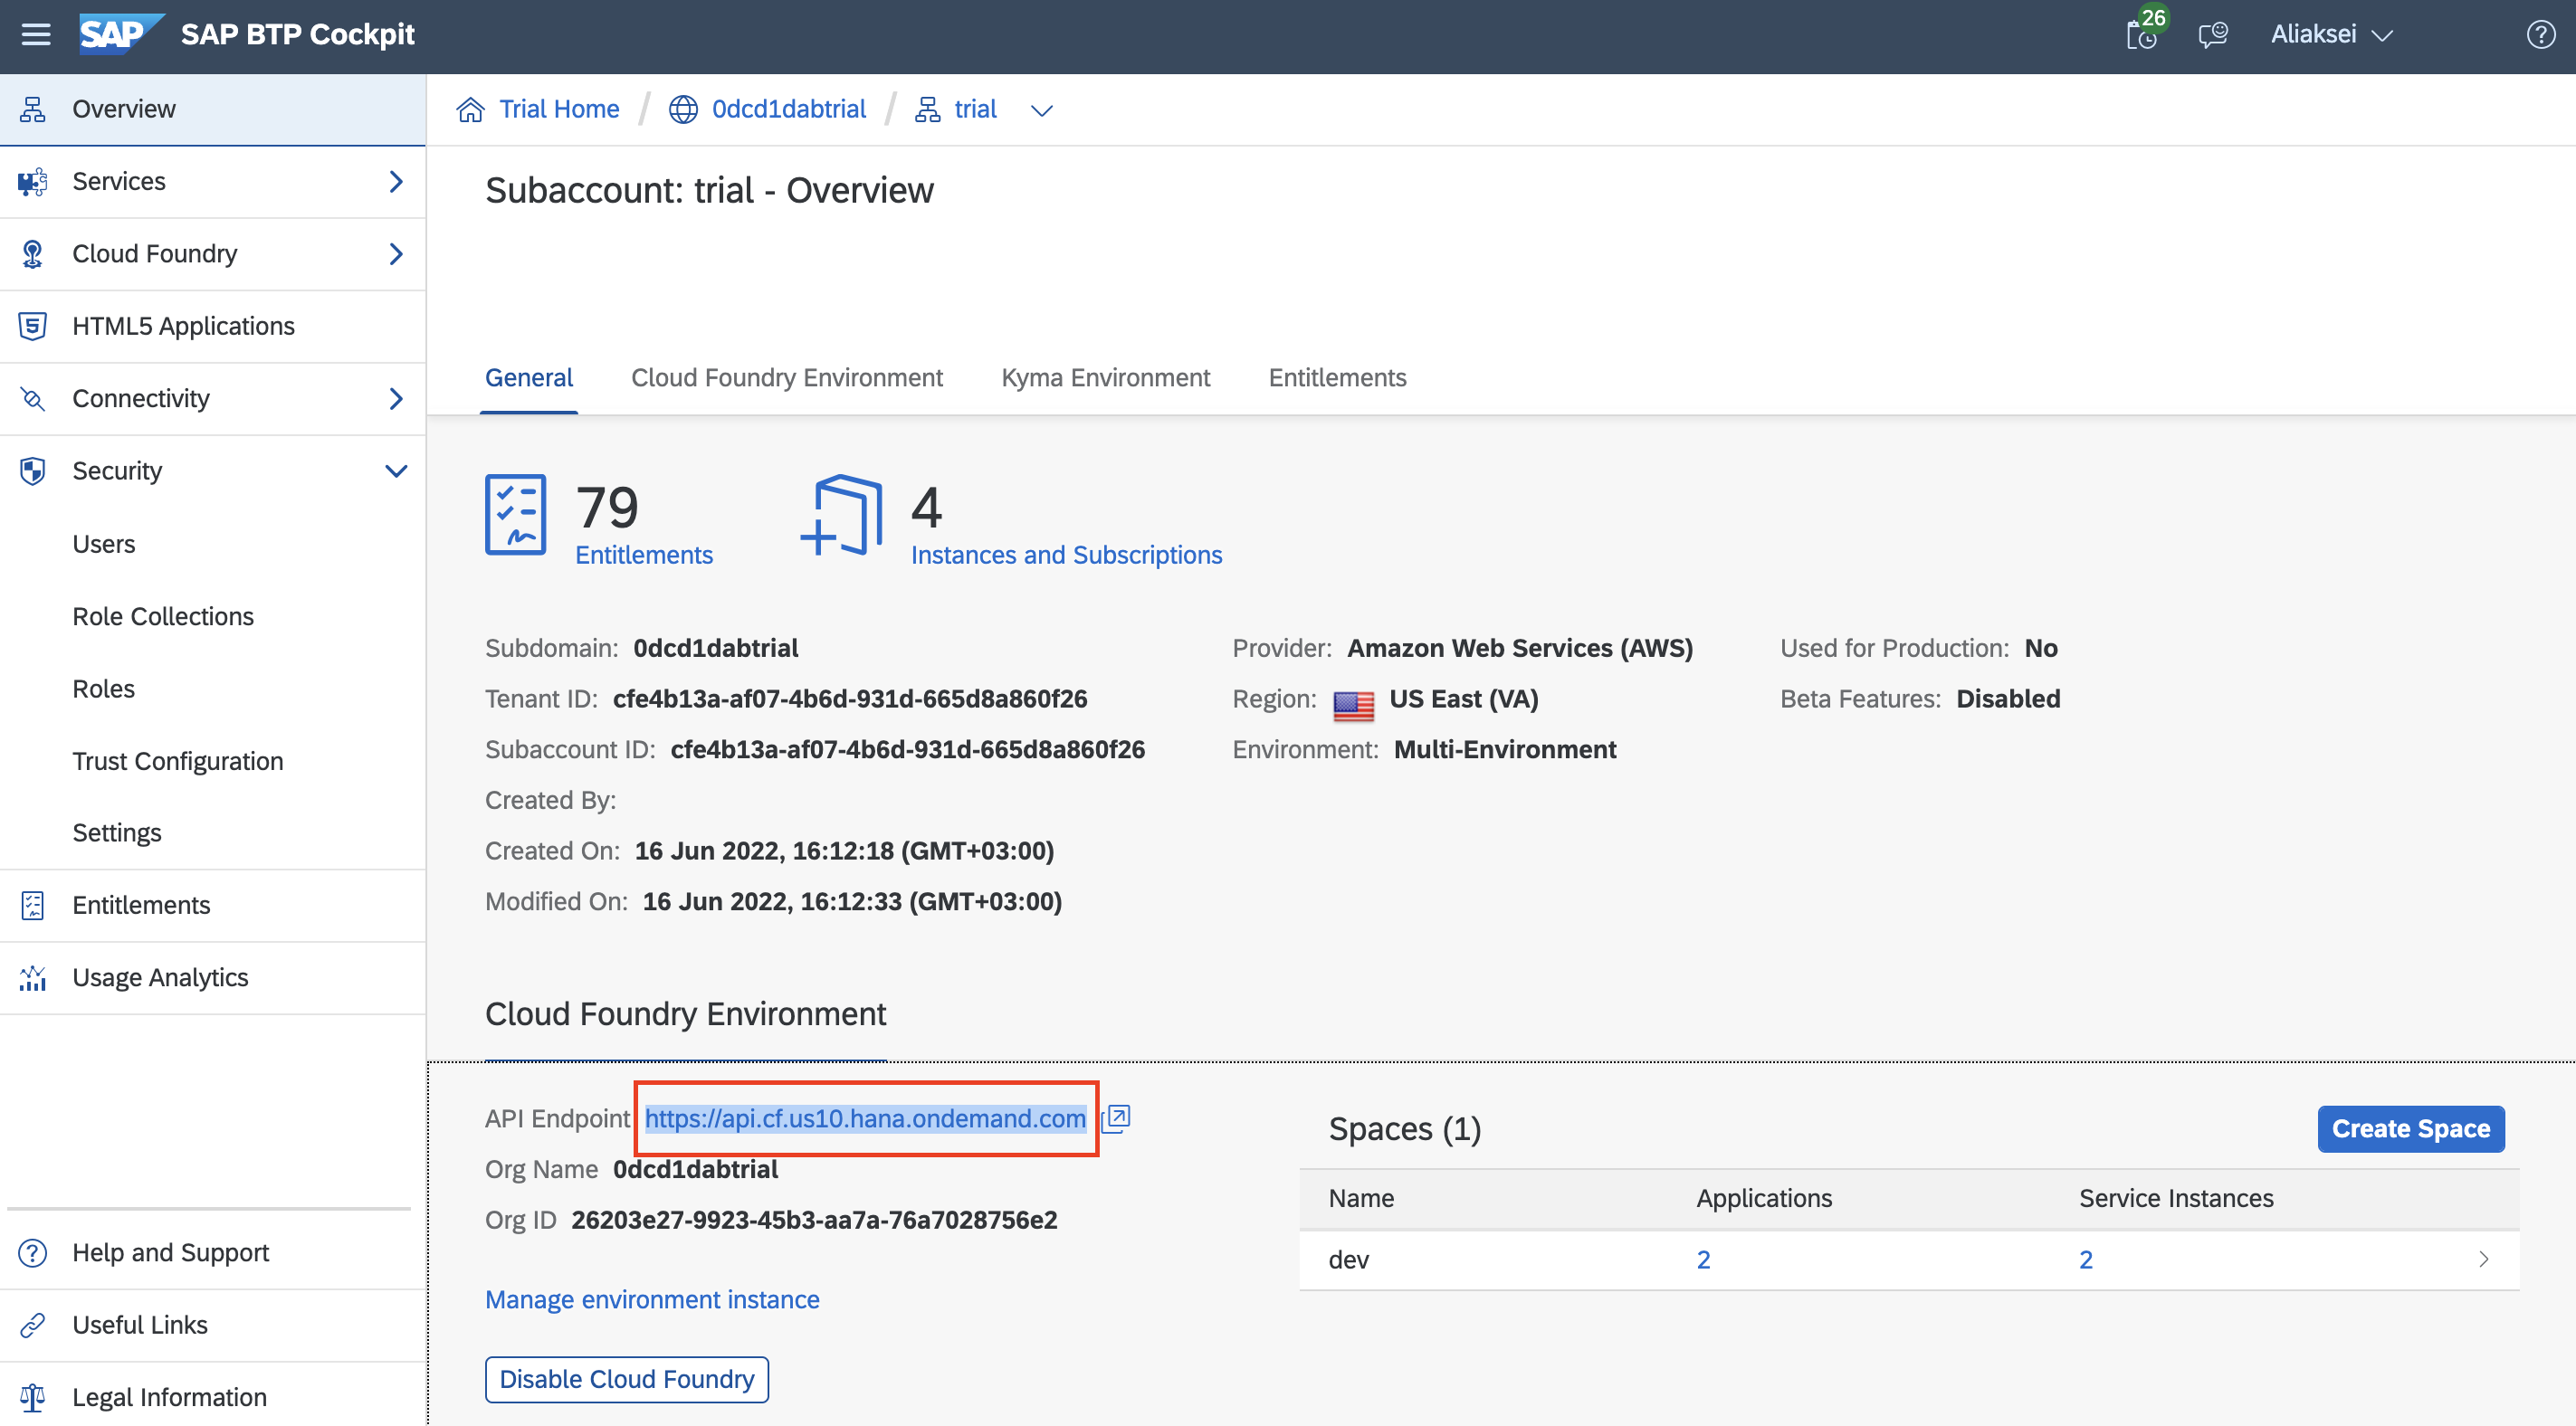 SAP SAP BTP Cockpit 26 Aliaksei
Overview
Services
Cloud Foundry
HTML5 Applications
Connectivity
Security
Users
Role Collections
Roles
Trust Configuration
Settings
Entitlements
Usage Analytics
Help and Support
Useful Links
Legal Information
Trial Home / 0dcd1dabtrial / trial
Subaccount: trial - Overview
General Cloud Foundry Environment Kyma Environment Entitlements
79
Entitlements
4
Instances and Subscriptions
Subdomain: 0dcd1dabtrial
Tenant ID: cfe4b13a-af07-4b6d-931d-665d8a860f26
Subaccount ID: cfe4b13a-af07-4b6d-931d-665d8a860f26
Created By:
Created On: 16 Jun 2022, 16:12:18 (GMT+03:00)
Modified On: 16 Jun 2022, 16:12:33 (GMT+03:00)
Provider: Amazon Web Services (AWS)
Region: US East (VA)
Environment: Multi-Environment
Used for Production: No
Beta Features: Disabled
Cloud Foundry Environment
API Endpoint https://api.cf.us10.hana.ondemand.com
Org Name 0dcd1dabtrial
Org ID 26203e27-9923-45b3-aa7a-76a7028756e2
Manage environment instance
Disable Cloud Foundry
Spaces (1) Create Space
Name Applications Service Instances
dev 2 2